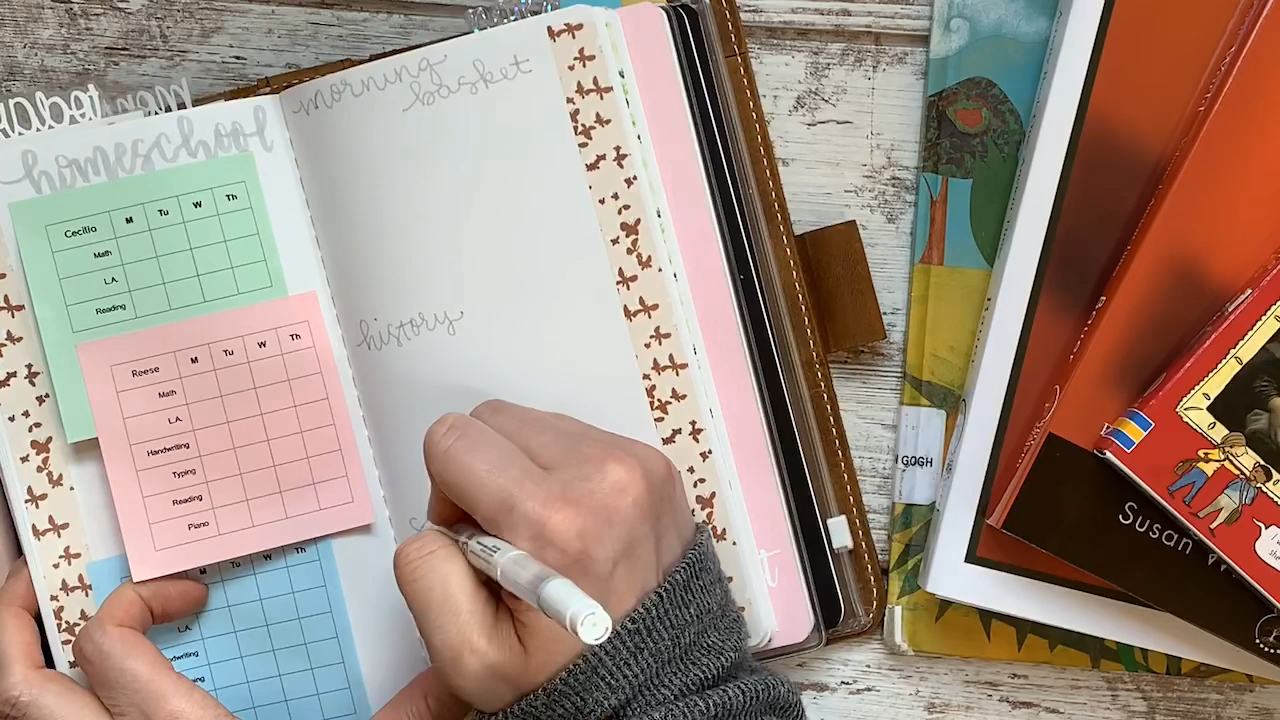 today
homeschool
Cecilia M Tu W Th
Math
L.A.
Reading
Reese M Tu W Th
Math
L.A.
Handwriting
Typing
Reading
Piano
M Tu W Th
L.A.
morning
basket
history
GOGH
Susan